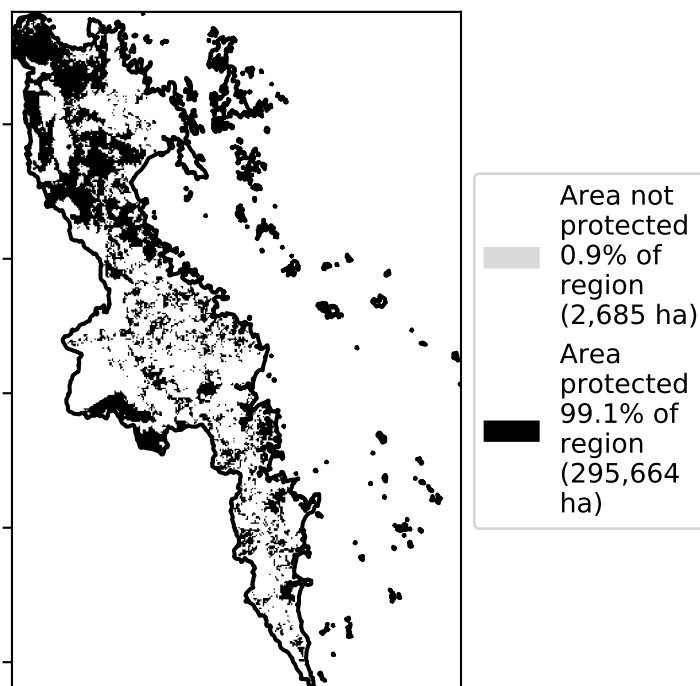 Area not
protected
0.9% of
region
(2,685 ha)
Area
protected
99.1% of
region
(295,664
ha)